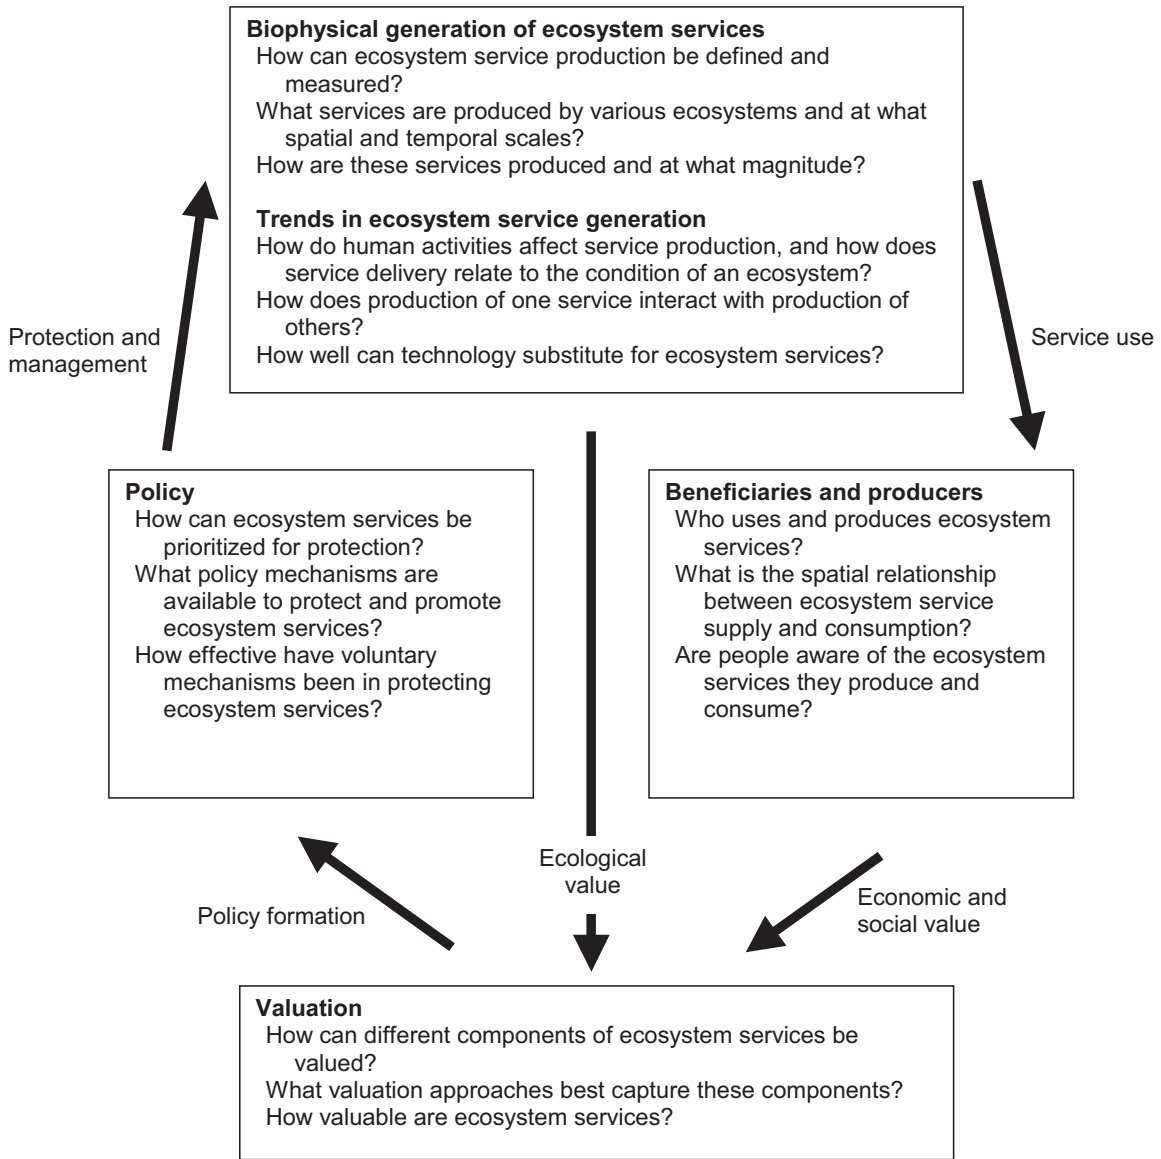 Biophysical generation of ecosystem services
How can ecosystem service production be defined and
measured?
What services are produced by various ecosystems and at what
spatial and temporal scales?
How are these services produced and at what magnitude?
Trends in ecosystem service generation
How do human activities affect service production, and how does
service delivery relate to the condition of an ecosystem?
How does production of one service interact with production of
others?
How well can technology substitute for ecosystem services?
Protection and
management
Service use
Policy
How can ecosystem services be
prioritized for protection?
What policy mechanisms are
available to protect and promote
ecosystem services?
How effective have voluntary
mechanisms been in protecting
ecosystem services?
Beneficiaries and producers
Who uses and produces ecosystem
services?
What is the spatial relationship
between ecosystem service
supply and consumption?
Are people aware of the ecosystem
services they produce and
consume?
Policy formation
Ecological
value
Economic and
social value
Valuation
How can different components of ecosystem services be
valued?
What valuation approaches best capture these components?
How valuable are ecosystem services?